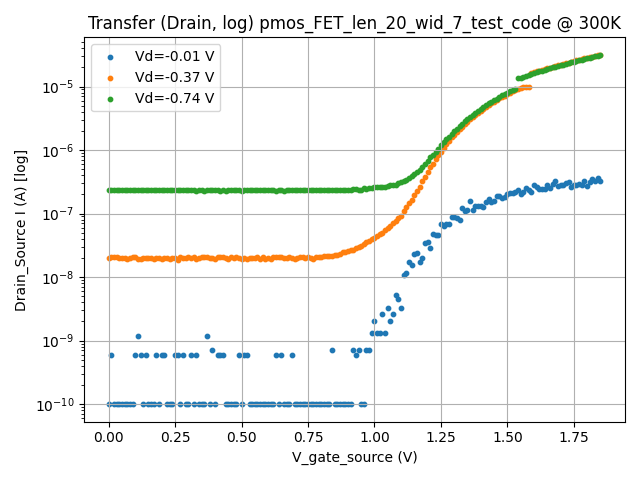 Transfer (Drain, log) pmos_FET_len_20_wid_7_test_code @ 300K
Vd=-0.01 V
Vd=-0.37 V
Vd=-0.74 V
Drain_Source I (A) [log]
10⁻⁵
10⁻⁶
10⁻⁷
10⁻⁸
10⁻⁹
10⁻¹⁰
0.00 0.25 0.50 0.75 1.00 1.25 1.50 1.75
V_gate_source (V)